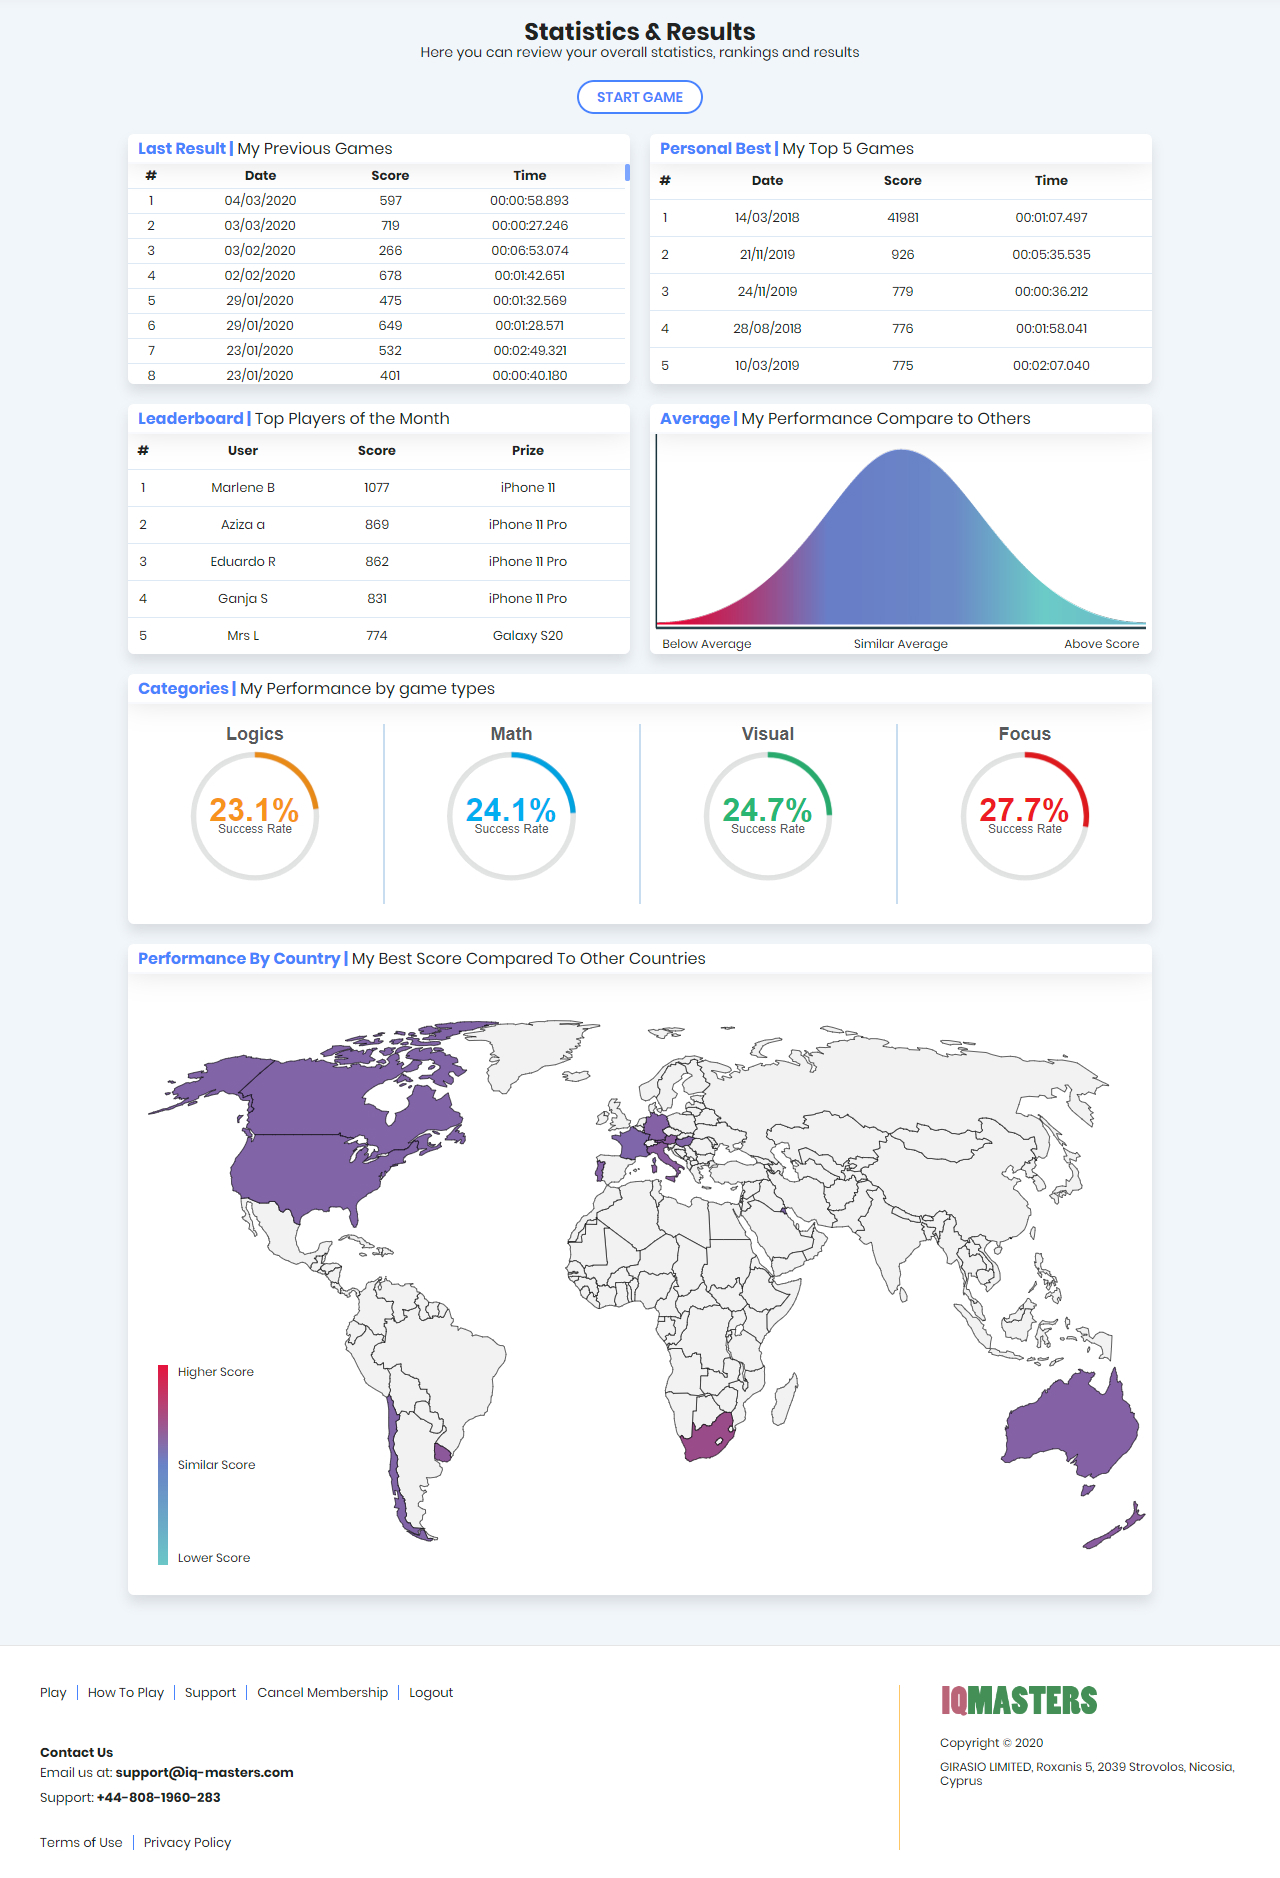 Statistics & Results
Here you can review your overall statistics, rankings and results
START GAME
Last Result | My Previous Games
# Date Score Time
1 04/03/2020 597 00:00:58.893
2 03/03/2020 719 00:00:27.246
3 03/02/2020 266 00:06:53.074
4 02/02/2020 678 00:01:42.651
5 29/01/2020 475 00:01:32.569
6 29/01/2020 649 00:01:28.571
7 23/01/2020 532 00:02:49.321
8 23/01/2020 401 00:00:40.180
Personal Best | My Top 5 Games
# Date Score Time
1 14/03/2018 41981 00:01:07.497
2 21/11/2019 926 00:05:35.535
3 24/11/2019 779 00:00:36.212
4 28/08/2018 776 00:01:58.041
5 10/03/2019 775 00:02:07.040
Leaderboard | Top Players of the Month
# User Score Prize
1 Marlene B 1077 iPhone 11
2 Aziza a 869 iPhone 11 Pro
3 Eduardo R 862 iPhone 11 Pro
4 Ganja S 831 iPhone 11 Pro
5 Mrs L 774 Galaxy S20
Average | My Performance Compare to Others
Below Average Similar Average Above Score
Categories | My Performance by game types
Logics Math Visual Focus
23.1% 24.1% 24.7% 27.7%
Success Rate Success Rate Success Rate Success Rate
Performance By Country | My Best Score Compared To Other Countries
Higher Score
Similar Score
Lower Score
Play | How To Play | Support | Cancel Membership | Logout
Contact Us
Email us at: support@iq-masters.com
Support: +44-808-1960-283
Terms of Use | Privacy Policy
IQMASTERS
Copyright © 2020
GIRASIO LIMITED, Roxanis 5, 2039 Strovolos, Nicosia,
Cyprus